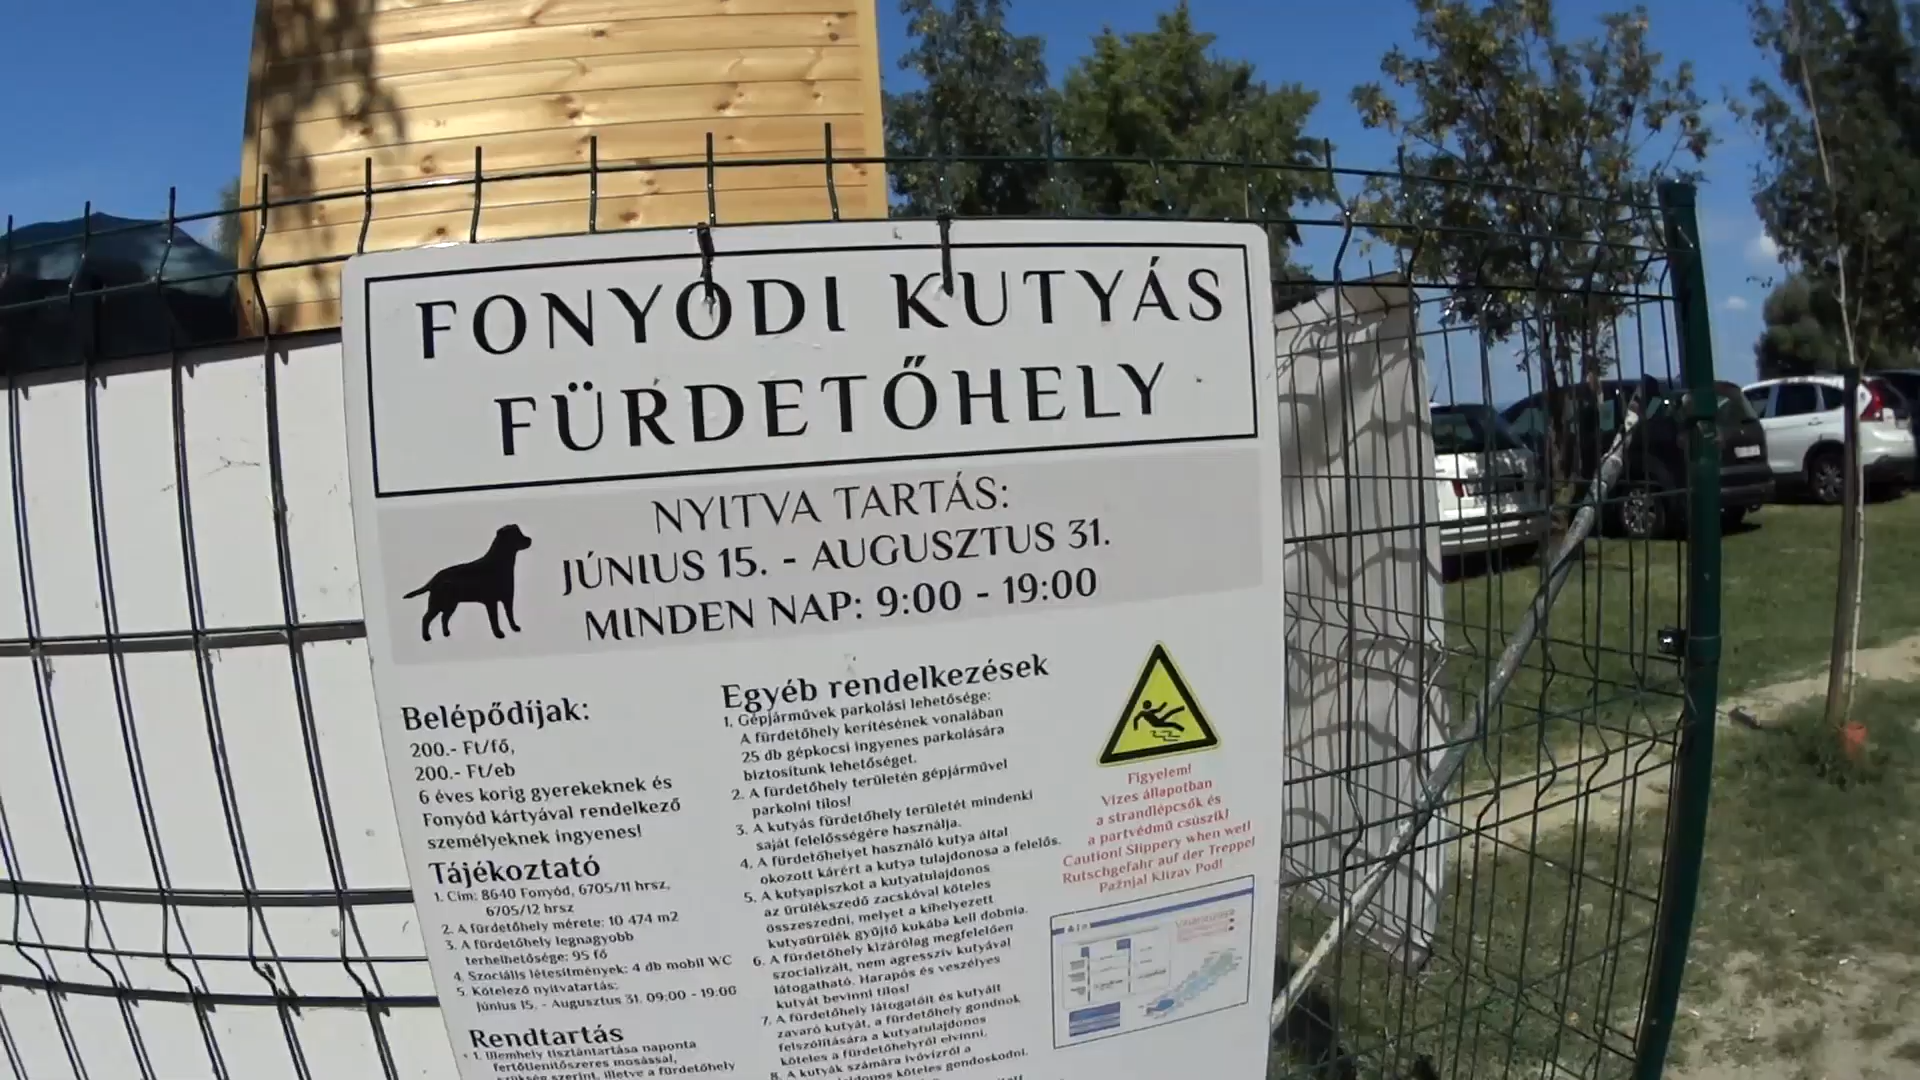 FONYÓDI KUTYÁS
FÜRDETŐHELY
NYITVA TARTÁS:
JÚNIUS 15. - AUGUSZTUS 31.
MINDEN NAP: 9:00 - 19:00
Belépődíjak:
200.- Ft/fő,
200.- Ft/eb
6 éves korig gyerekeknek és
Fonyód kártyával rendelkező
személyeknek ingyenes!
Tájékoztató
1. Cím: 8640 Fonyód, 6705/11 hrsz,
6705/12 hrsz
2. A fürdetőhely mérete: 10 474 m2
3. A fürdetőhely legnagyobb
terhelhetősége: 95 fő
4. Szociális létesítmények: 4 db mobil WC
5. Kötelező nyitvatartás:
Június 15. - Augusztus 31. 09:00 - 19:00
Rendtartás
1. Illemhely tisztántartása naponta
fertőtlenítőszeres mosással,
szükség szerint, illetve a fürdetőhely
Egyéb rendelkezések
1. Gépjárművek parkolási lehetősége:
A fürdetőhely kerítésének vonalában
25 db gépkocsi ingyenes parkolására
biztosítunk lehetőséget.
2. A fürdetőhely területén gépjárművel
parkolni tilos!
3. A kutyás fürdetőhely területét mindenki
saját felelősségére használja.
4. A fürdetőhelyet használó kutya által
okozott kárért a kutya tulajdonosa a felelős.
5. A kutyapiszkot a kutyatulajdonos
az ürülékszedő zacskóval köteles
összeszedni, melyet a kihelyezett
kutyaürülék gyűjtő kukába kell dobnia.
6. A fürdetőhely kizárólag megfelelően
szocializált, nem agresszív kutyával
látogatható. Harapós és veszélyes
kutyát bevinni tilos!
7. A fürdetőhely látogatóit és kutyáit
zavaró kutyát, a fürdetőhely gondnok
felszólítására a kutyatulajdonos
köteles a fürdetőhelyről elvinni.
8. A kutyák számára ivóvízről a
köteles gondoskodni.
Figyelem!
Vizes állapotban
a strandlépcsők és
a partvédmű csúszik!
Caution! Slippery when wet!
Rutschgefahr auf der Treppe!
Pažnja! Klizav Pod!